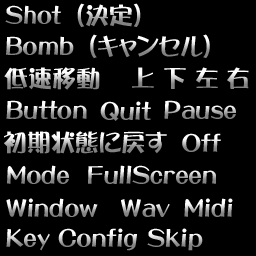 Shot (決定)
Bomb (キャンセル)
低速移動 上下左右
Button Quit Pause
初期状態に戻す Off
Mode FullScreen
Window Wav Midi
Key Config Skip